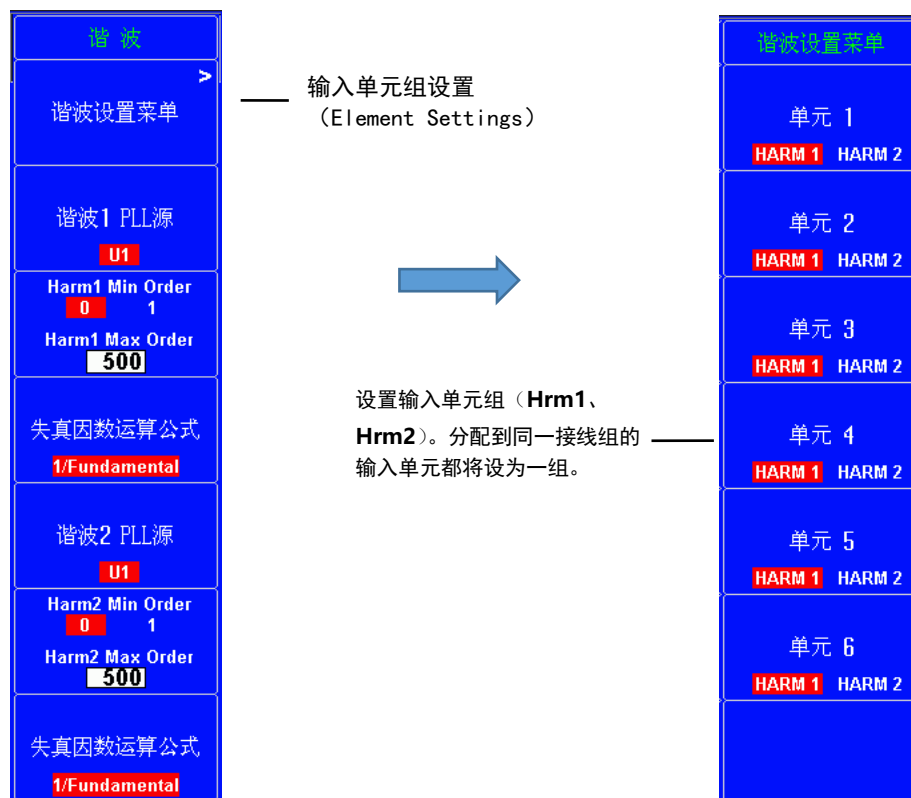 谐 波
>
谐波设置菜单
谐波1 PLL源
U1
Harm1 Min Order
0 1
Harm1 Max Order
500
失真因数运算公式
1/Fundamental
谐波2 PLL源
U1
Harm2 Min Order
0 1
Harm2 Max Order
500
失真因数运算公式
1/Fundamental
输入单元组设置
（Element Settings）
设置输入单元组（Hrm1、
Hrm2）。分配到同一接线组的
输入单元都将设为一组。
谐波设置菜单
单元 1
HARM 1 HARM 2
单元 2
HARM 1 HARM 2
单元 3
HARM 1 HARM 2
单元 4
HARM 1 HARM 2
单元 5
HARM 1 HARM 2
单元 6
HARM 1 HARM 2